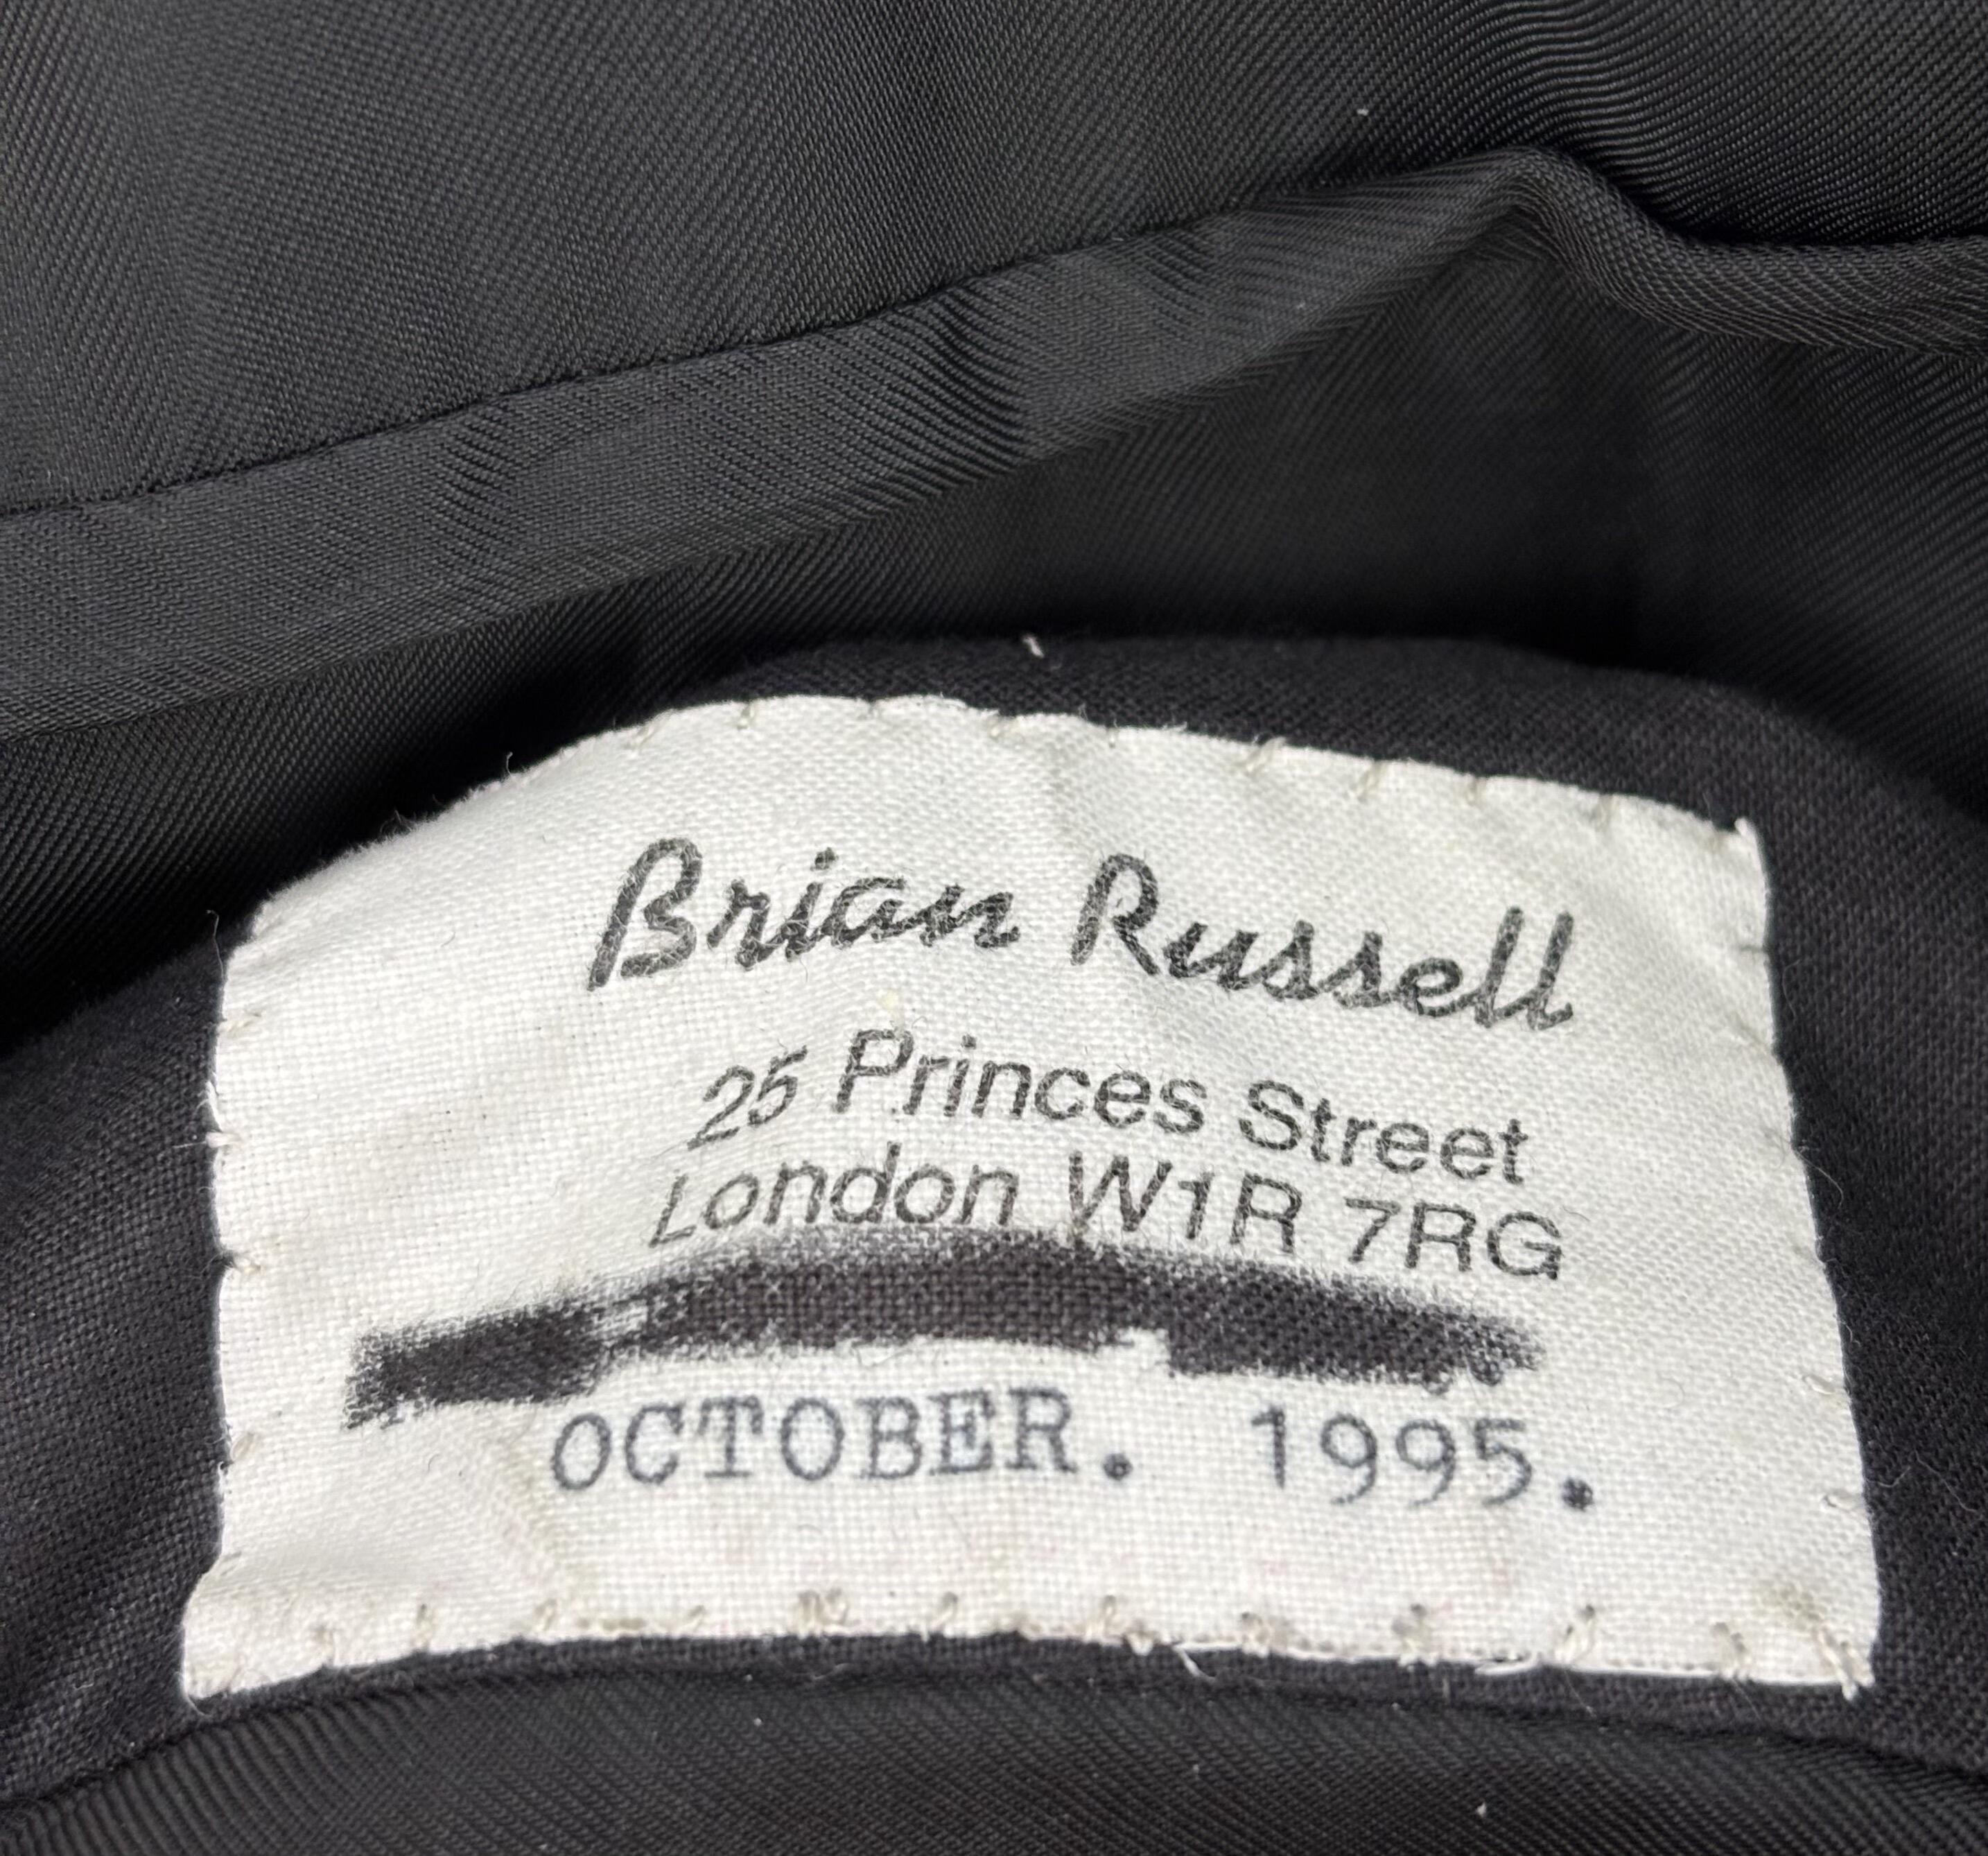 Brian Russell
25 Princes Street
London W1R 7RG
OCTOBER. 1995.